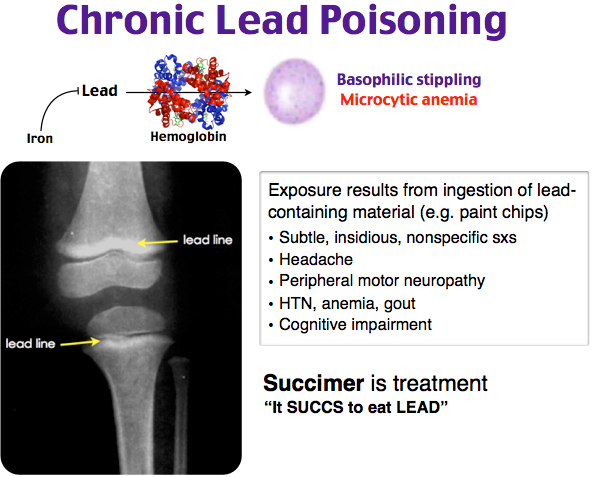 Chronic Lead Poisoning
Lead
Basophilic stippling
Microcytic anemia
Iron
Hemoglobin
lead line
lead line
Exposure results from ingestion of lead-
containing material (e.g. paint chips)
• Subtle, insidious, nonspecific sxs
• Headache
• Peripheral motor neuropathy
• HTN, anemia, gout
• Cognitive impairment
Succimer is treatment
“It SUCCS to eat LEAD”